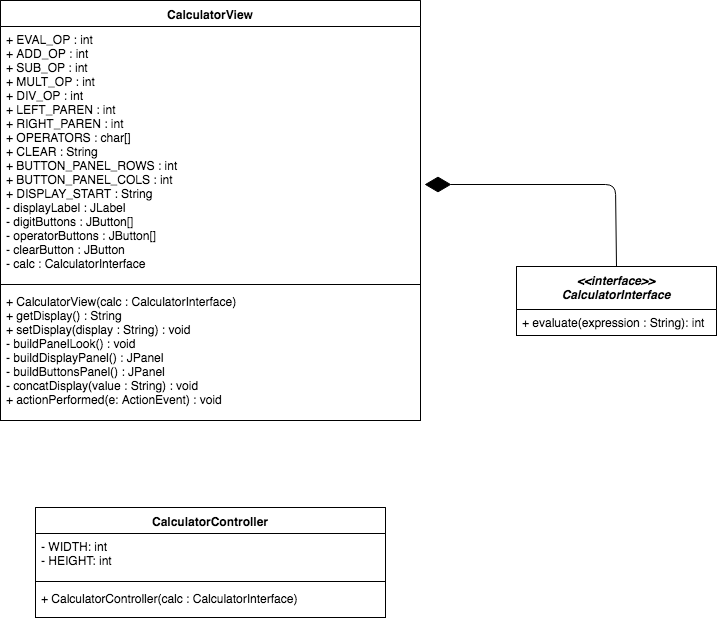 CalculatorView
+ EVAL_OP : int
+ ADD_OP : int
+ SUB_OP : int
+ MULT_OP : int
+ DIV_OP : int
+ LEFT_PAREN : int
+ RIGHT_PAREN : int
+ OPERATORS : char[]
+ CLEAR : String
+ BUTTON_PANEL_ROWS : int
+ BUTTON_PANEL_COLS : int
+ DISPLAY_START : String
- displayLabel : JLabel
- digitButtons : JButton[]
- operatorButtons : JButton[]
- clearButton : JButton
- calc : CalculatorInterface
+ CalculatorView(calc : CalculatorInterface)
+ getDisplay() : String
+ setDisplay(display : String) : void
- buildPanelLook() : void
- buildDisplayPanel() : JPanel
- buildButtonsPanel() : JPanel
- concatDisplay(value : String) : void
+ actionPerformed(e: ActionEvent) : void
<<interface>>
CalculatorInterface
+ evaluate(expression : String): int
CalculatorController
- WIDTH: int
- HEIGHT: int
+ CalculatorController(calc : CalculatorInterface)